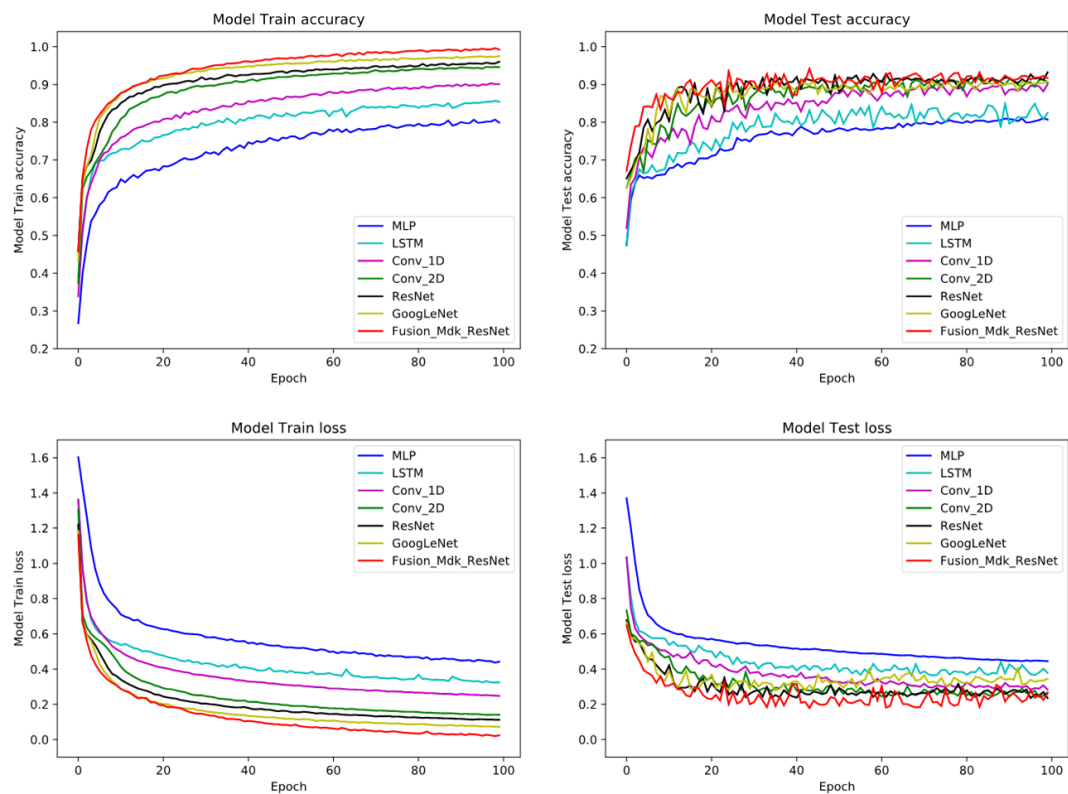 Model Train accuracy
Model Train accuracy
1.0
0.9
0.8
0.7
0.6
0.5
0.4
0.3
0.2
0
20
40
60
80
100
Epoch
MLP
LSTM
Conv_1D
Conv_2D
ResNet
GoogLeNet
Fusion_Mdk_ResNet
Model Test accuracy
Model Test accuracy
1.0
0.9
0.8
0.7
0.6
0.5
0.4
0.3
0.2
0
20
40
60
80
100
Epoch
MLP
LSTM
Conv_1D
Conv_2D
ResNet
GoogLeNet
Fusion_Mdk_ResNet
Model Train loss
Model Train loss
1.6
1.4
1.2
1.0
0.8
0.6
0.4
0.2
0.0
0
20
40
60
80
100
Epoch
MLP
LSTM
Conv_1D
Conv_2D
ResNet
GoogLeNet
Fusion_Mdk_ResNet
Model Test loss
Model Test loss
1.6
1.4
1.2
1.0
0.8
0.6
0.4
0.2
0.0
0
20
40
60
80
100
Epoch
MLP
LSTM
Conv_1D
Conv_2D
ResNet
GoogLeNet
Fusion_Mdk_ResNet